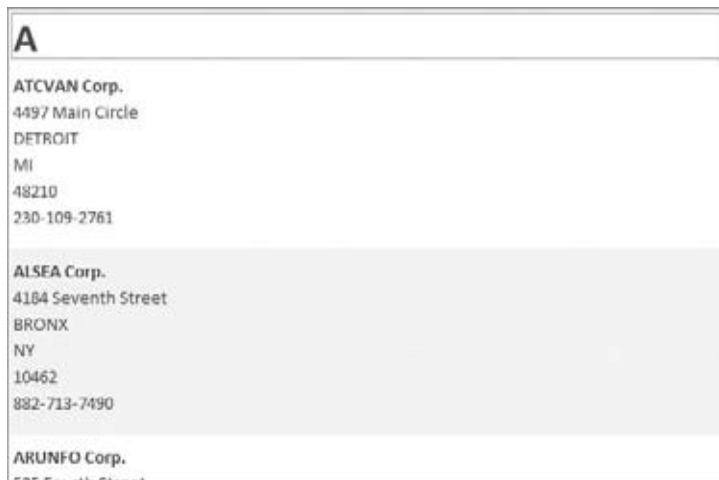 A
ATCVAN Corp.
4497 Main Circle
DETROIT
MI
48210
230-109-2761
ALSEA Corp.
4184 Seventh Street
BRONX
NY
10462
882-713-7490
ARUNFO Corp.